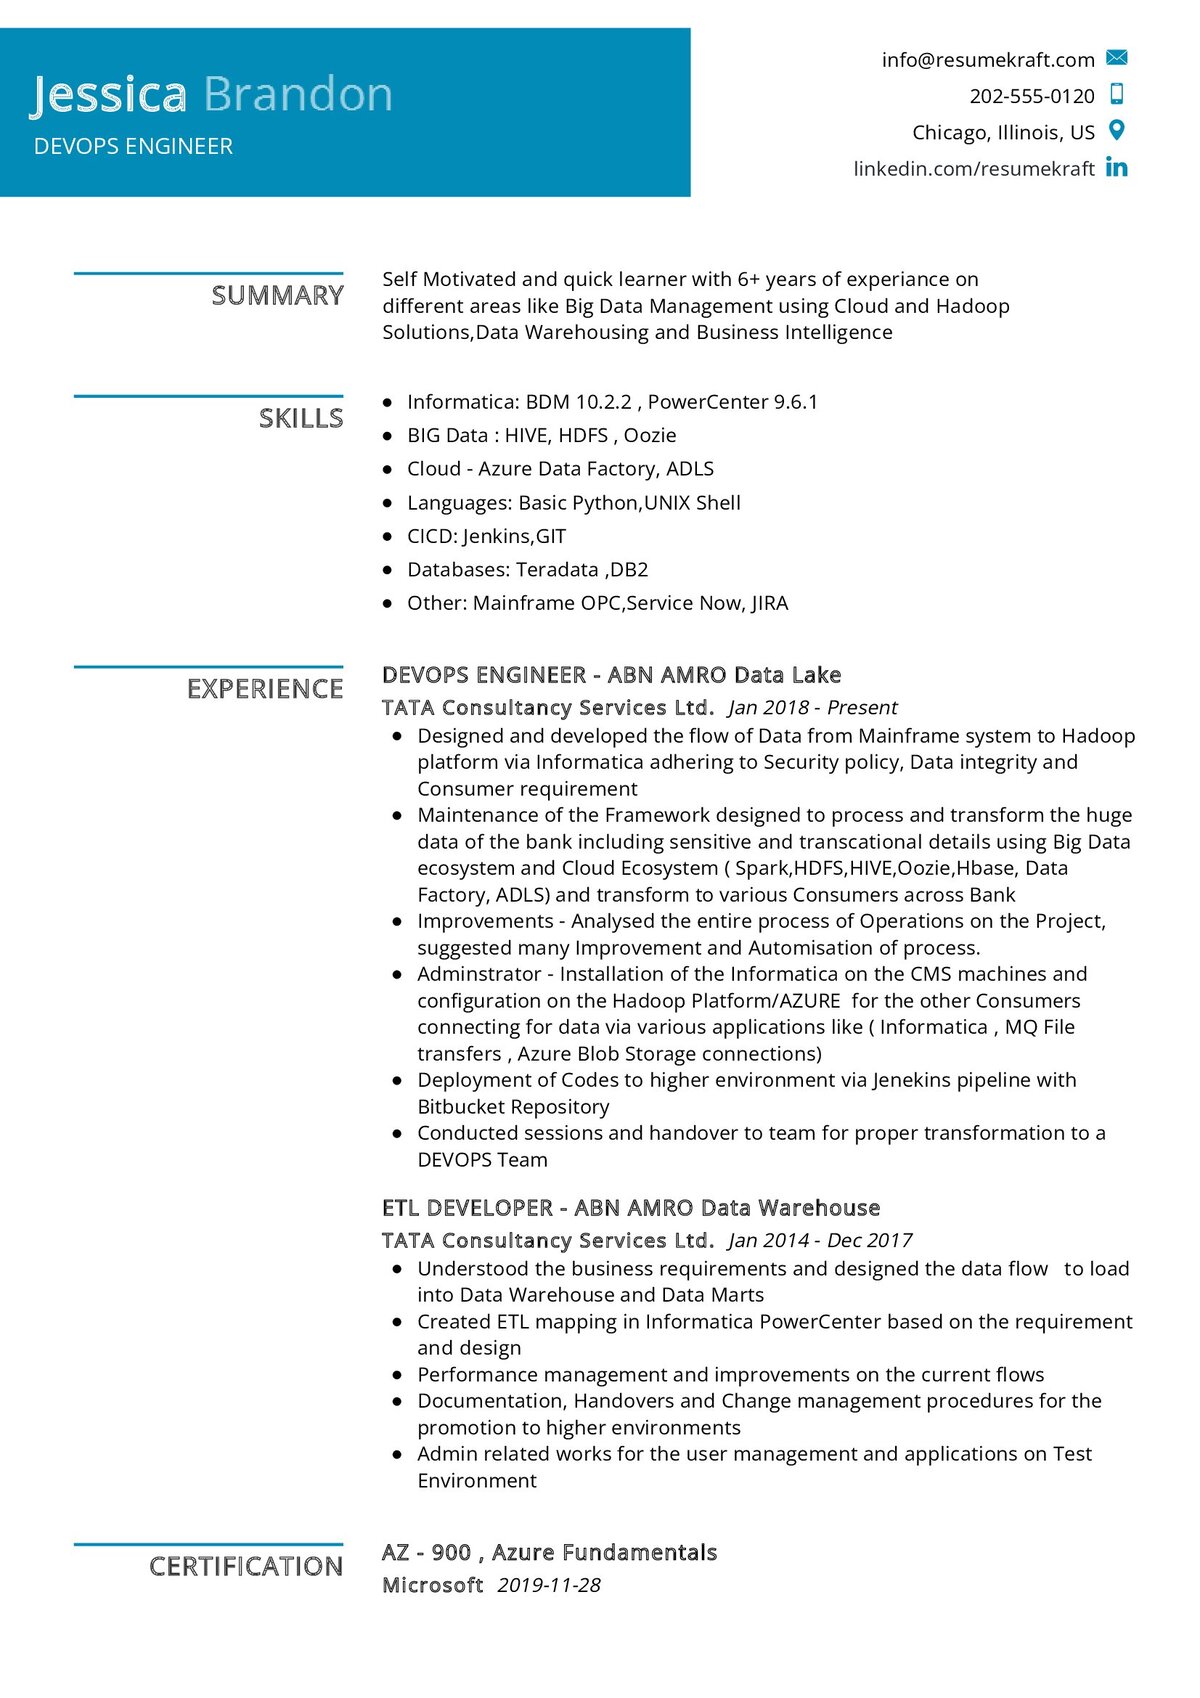 Jessica Brandon
DEVOPS ENGINEER
info@resumekraft.com
202-555-0120
Chicago, Illinois, US
linkedin.com/resumekraft
SUMMARY
Self Motivated and quick learner with 6+ years of experiance on
different areas like Big Data Management using Cloud and Hadoop
Solutions,Data Warehousing and Business Intelligence
SKILLS
● Informatica: BDM 10.2.2 , PowerCenter 9.6.1
● BIG Data : HIVE, HDFS , Oozie
● Cloud - Azure Data Factory, ADLS
● Languages: Basic Python,UNIX Shell
● CICD: Jenkins,GIT
● Databases: Teradata ,DB2
● Other: Mainframe OPC,Service Now, JIRA
EXPERIENCE
DEVOPS ENGINEER - ABN AMRO Data Lake
TATA Consultancy Services Ltd. Jan 2018 - Present
● Designed and developed the flow of Data from Mainframe system to Hadoop
platform via Informatica adhering to Security policy, Data integrity and
Consumer requirement
● Maintenance of the Framework designed to process and transform the huge
data of the bank including sensitive and transcational details using Big Data
ecosystem and Cloud Ecosystem ( Spark,HDFS,HIVE,Oozie,Hbase, Data
Factory, ADLS) and transform to various Consumers across Bank
● Improvements - Analysed the entire process of Operations on the Project,
suggested many Improvement and Automisation of process.
● Adminstrator - Installation of the Informatica on the CMS machines and
configuration on the Hadoop Platform/AZURE  for the other Consumers
connecting for data via various applications like ( Informatica , MQ File
transfers , Azure Blob Storage connections)
● Deployment of Codes to higher environment via Jenekins pipeline with
Bitbucket Repository
● Conducted sessions and handover to team for proper transformation to a
DEVOPS Team
ETL DEVELOPER - ABN AMRO Data Warehouse
TATA Consultancy Services Ltd. Jan 2014 - Dec 2017
● Understood the business requirements and designed the data flow   to load
into Data Warehouse and Data Marts
● Created ETL mapping in Informatica PowerCenter based on the requirement
and design
● Performance management and improvements on the current flows
● Documentation, Handovers and Change management procedures for the
promotion to higher environments
● Admin related works for the user management and applications on Test
Environment
CERTIFICATION
AZ - 900 , Azure Fundamentals
Microsoft 2019-11-28